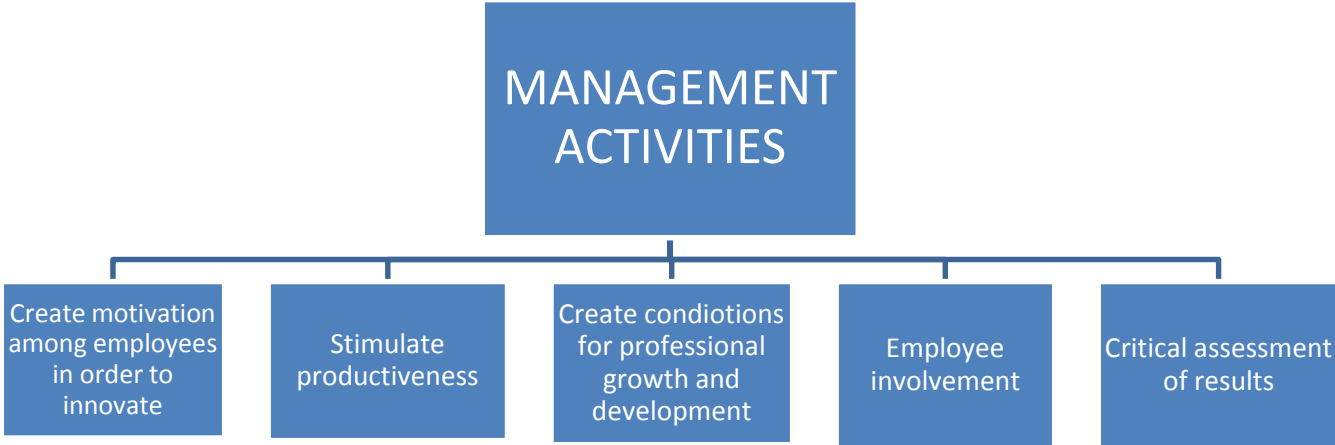 MANAGEMENT
ACTIVITIES
Create motivation
among employees
in order to
innovate
Stimulate
productiveness
Create condiotions
for professional
growth and
development
Employee
involvement
Critical assessment
of results